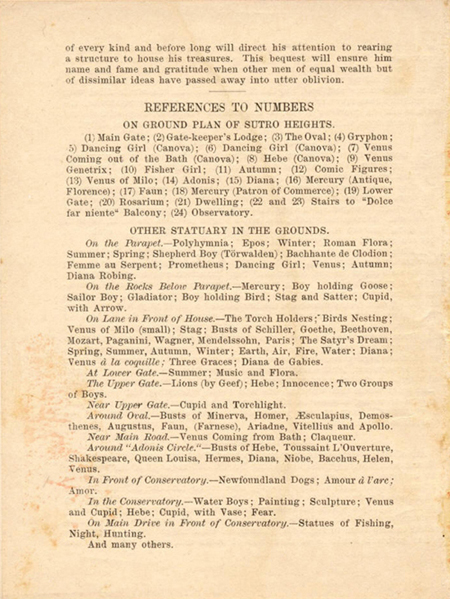 of every kind and before long will direct his attention to rearing
a structure to house his treasures. This bequest will ensure him
name and fame and gratitude when other men of equal wealth but
of dissimilar ideas have passed away into utter oblivion.
REFERENCES TO NUMBERS
ON GROUND PLAN OF SUTRO HEIGHTS.
(1) Main Gate; (2) Gate-keeper's Lodge; (3) The Oval; (4) Gryphon;
5) Dancing Girl (Canova); (6) Dancing Girl (Canova); (7) Venus
Coming out of the Bath (Canova); (8) Hebe (Canova); (9) Venus
Genetrix; (10) Fisher Girl; (11) Autumn; (12) Comic Figures;
(13) Venus of Milo; (14) Adonis; (15) Diana; (16) Mercury (Antique,
Florence); (17) Faun; (18) Mercury (Patron of Commerce); (19) Lower
Gate; (20) Rosarium; (21) Dwelling; (22 and 23) Stairs to "Dolce
far niente" Balcony; (24) Observatory.
OTHER STATUARY IN THE GROUNDS.
On the Parapet.—Polyhymnia; Epos; Winter; Roman Flora;
Summer; Spring; Shepherd Boy (Törwalden); Bachhante de Clodion;
Femme au Serpent; Prometheus; Dancing Girl; Venus; Autumn;
Diana Robing.
On the Rocks Below Parapet.—Mercury; Boy holding Goose;
Sailor Boy; Gladiator; Boy holding Bird; Stag and Satter; Cupid,
with Arrow.
On Lane in Front of House.—The Torch Holders; Birds Nesting;
Venus of Milo (small); Stag; Busts of Schiller, Goethe, Beethoven,
Mozart, Paganini, Wagner, Mendelssohn, Paris; The Satyr's Dream;
Spring, Summer, Autumn, Winter; Earth, Air, Fire, Water; Diana;
Venus á la coquille; Three Graces; Diana de Gabies.
At Lower Gate.—Summer; Music and Flora.
The Upper Gate.—Lions (by Geef); Hebe; Innocence; Two Groups
of Boys.
Near Upper Gate.—Cupid and Torchlight.
Around Oval.—Busts of Minerva, Homer, Æsculapius, Demos-
thenes, Augustus, Faun, (Farnese), Ariadne, Vitellius and Apollo.
Near Main Road.—Venus Coming from Bath; Claqueur.
Around "Adonis Circle."—Busts of Hebe, Toussaint L'Ouverture,
Shakespeare, Queen Louisa, Hermes, Diana, Niobe, Bacchus, Helen,
Venus.
In Front of Conservatory.—Newfoundland Dogs; Amour á l'arc;
Amor.
In the Conservatory.—Water Boys; Painting; Sculpture; Venus
and Cupid; Hebe; Cupid, with Vase; Fear.
On Main Drive in Front of Conservatory.—Statues of Fishing,
Night, Hunting.
And many others.